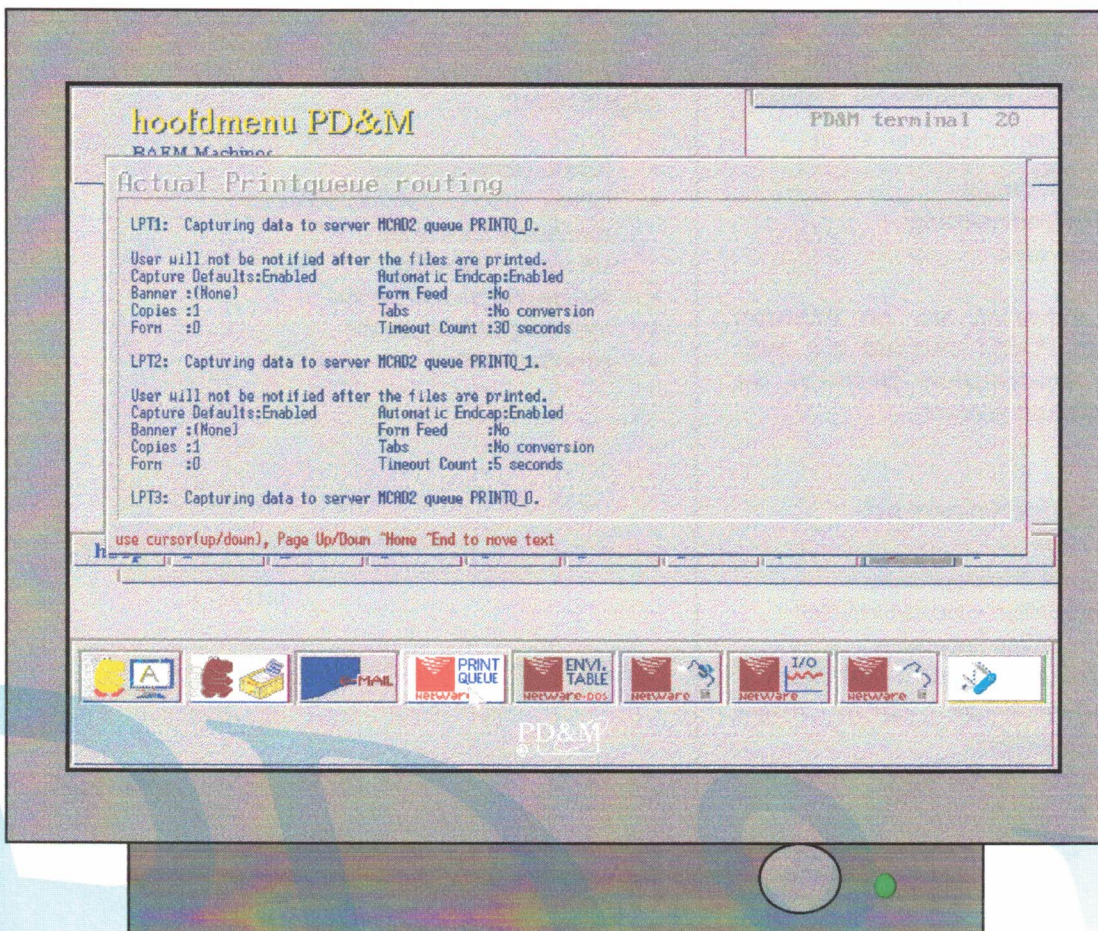 hoofdmenu PD&M
PD&M terminal 20
BAEM Machines
Actual Printqueue routing
LPT1: Capturing data to server MCAD2 queue PRINTQ_0.
User will not be notified after the files are printed.
Capture Defaults:Enabled Automatic Endcap:Enabled
Banner :(None) Form Feed :No
Copies :1 Tabs :No conversion
Form :0 Timeout Count :30 seconds
LPT2: Capturing data to server MCAD2 queue PRINTQ_1.
User will not be notified after the files are printed.
Capture Defaults:Enabled Automatic Endcap:Enabled
Banner :(None) Form Feed :No
Copies :1 Tabs :No conversion
Form :0 Timeout Count :5 seconds
LPT3: Capturing data to server MCAD2 queue PRINTQ_0.
use cursor(up/down), Page Up/Down ^Home ^End to move text
A
MAIL
PRINT QUEUE
NetWare
ENVI. TABLE
NetWare-DOS
NetWare
I/O
NetWare
NetWare
PD&M
®